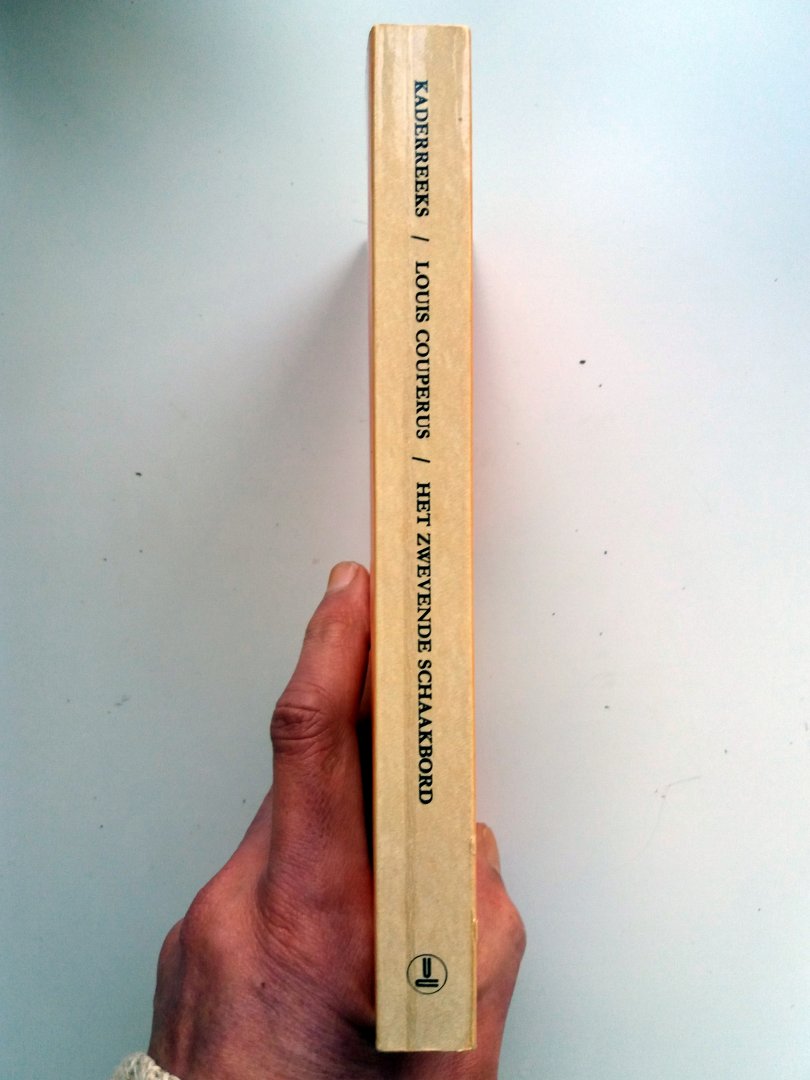 KADERREEKS / LOUIS COUPERUS / HET ZWEVENDE SCHAAKBORD